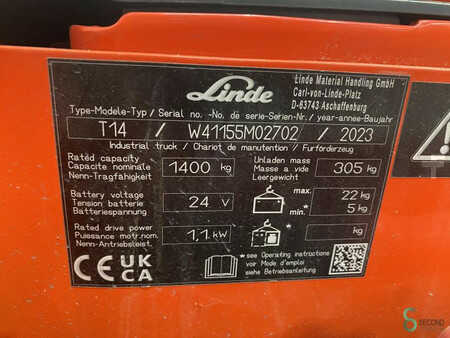 Linde
Linde Material Handling GmbH
Carl-von-Linde-Platz
D-63743 Aschaffenburg
Type-Modele-Typ / Serial no.-No. de serie-Serien-Nr. / year-annee-Baujahr
T14 / W41155M02702 / 2023
Industrial truck / Chariot de manutention / Furförderzeug
Rated capacity
Capacite nominale
Nenn-Tragfähigkeit
1400 kg
Unladen mass
Masse a vide
Leergewicht
305 kg
Battery voltage
Tension batterie
Batteriespannung
24 V
max. 22 kg
min.* 5 kg
Rated drive power
Puissance motr.nom.
Nenn-Antriebsleist.
1,1 kW
* kg
CE UK
CA
*see Operating instructions
voir Mode d'emploi
siehe Betriebsanleitung
SECOND